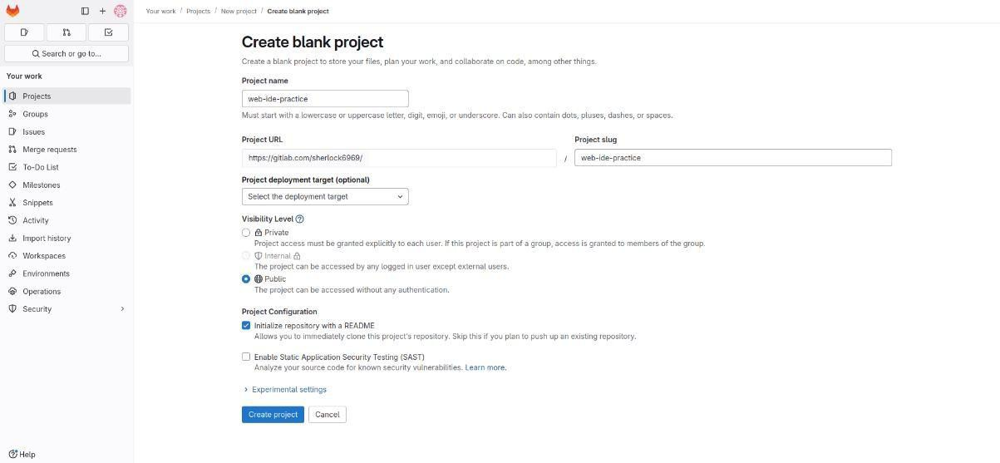 Your work / Projects / New project / Create blank project
Search or go to...
Your work
Projects
Groups
Issues
Merge requests
To-Do List
Milestones
Snippets
Activity
Import history
Workspaces
Environments
Operations
Security
Help
Create blank project
Create a blank project to store your files, plan your work, and collaborate on code, among other things.
Project name
web-ide-practice
Must start with a lowercase or uppercase letter, digit, emoji, or underscore. Can also contain dots, pluses, dashes, or spaces.
Project URL
Project slug
https://gitlab.com/sherlock6969/ / web-ide-practice
Project deployment target (optional)
Select the deployment target
Visibility Level
Private
Project access must be granted explicitly to each user. If this project is part of a group, access is granted to members of the group.
Internal
The project can be accessed by any logged in user except external users.
Public
The project can be accessed without any authentication.
Project Configuration
Initialize repository with a README
Allows you to immediately clone this project's repository. Skip this if you plan to push up an existing repository.
Enable Static Application Security Testing (SAST)
Analyze your source code for known security vulnerabilities. Learn more.
Experimental settings
Create project Cancel